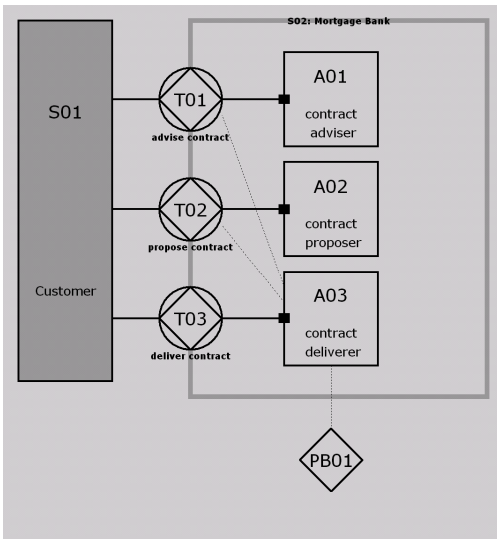 S02: Mortgage Bank
S01
Customer
T01
advise contract
A01
contract
adviser
T02
propose contract
A02
contract
proposer
T03
deliver contract
A03
contract
deliverer
PB01